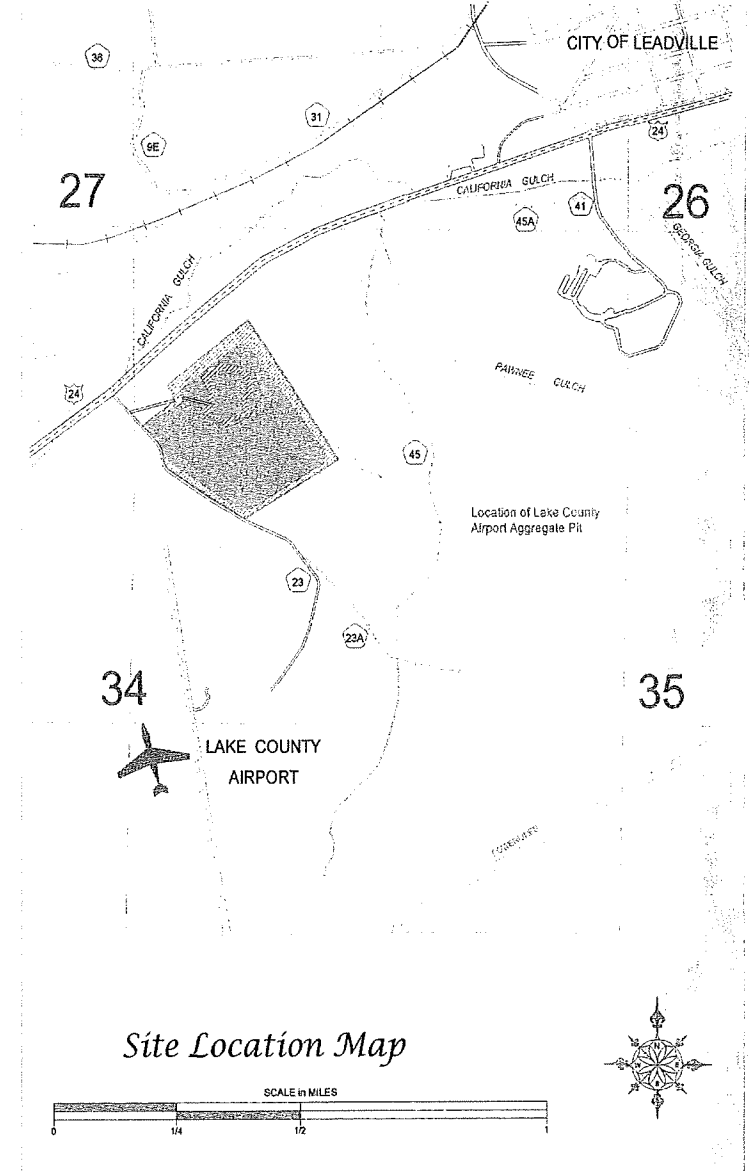 CITY OF LEADVILLE
38
31
9E
24
27
CALIFORNIA GULCH
45A
41
26
GEORGIA GULCH
CALIFORNIA GULCH
PAWNEE GULCH
24
45
Location of Lake County
Airport Aggregate Pit
23
23A
34
35
LAKE COUNTY
AIRPORT
Site Location Map
N
W
E
S
SCALE in MILES
0 1/4 1/2 1